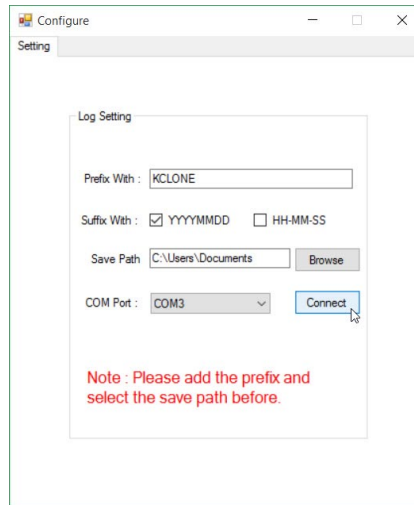 Configure
Setting
Log Setting
Prefix With : KCLONE
Suffix With : YYYYMMDD HH-MM-SS
Save Path C:\Users\Documents Browse
COM Port : COM3 Connect
Note : Please add the prefix and
select the save path before.